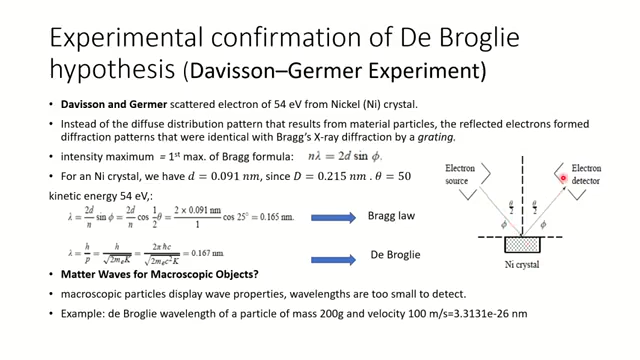 Experimental confirmation of De Broglie
hypothesis (Davisson–Germer Experiment)
• Davisson and Germer scattered electron of 54 eV from Nickel (Ni) crystal.
• Instead of the diffuse distribution pattern that results from material particles, the reflected electrons formed
diffraction patterns that were identical with Bragg's X-ray diffraction by a grating.
• intensity maximum = 1st max. of Bragg formula: nλ = 2d sin ϕ.
• For an Ni crystal, we have d = 0.091 nm, since D = 0.215 nm . θ = 50
kinetic energy 54 eV,:
λ = 2d/n sin ϕ = 2d/n cos 1/2 θ = 2 × 0.091 nm/1 cos 25° = 0.165 nm.
Bragg law
λ = h/p = h/√2mₑK = 2πħc/√2mₑc²K = 0.167 nm
De Broglie
• Matter Waves for Macroscopic Objects?
• macroscopic particles display wave properties, wavelengths are too small to detect.
• Example: de Broglie wavelength of a particle of mass 200g and velocity 100 m/s=3.3131e-26 nm
Electron
source
Electron
detector
θ/2
θ/2
ϕ
ϕ
Ni crystal